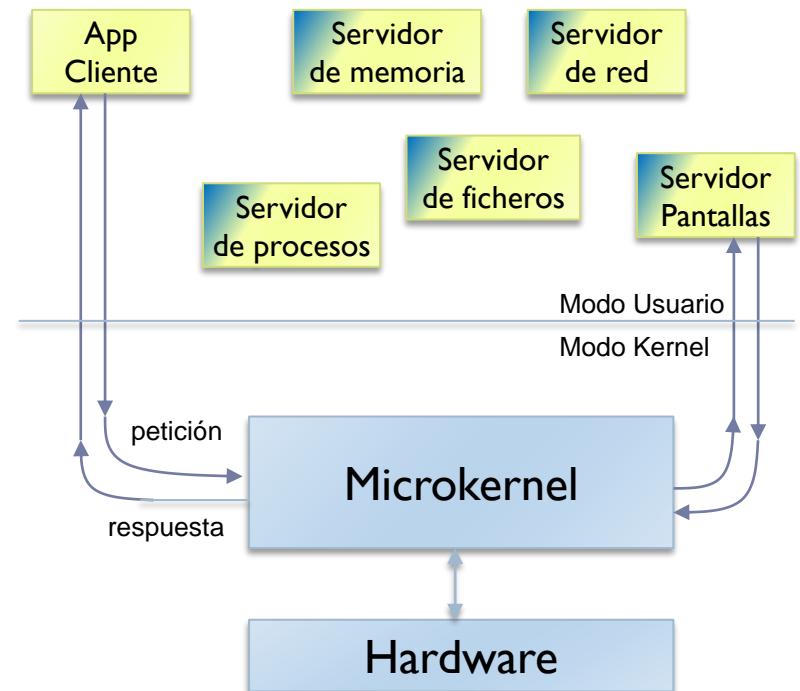 App
Cliente
Servidor
de memoria
Servidor
de red
Servidor
de procesos
Servidor
de ficheros
Servidor
Pantallas
Modo Usuario
Modo Kernel
petición
respuesta
Microkernel
Hardware